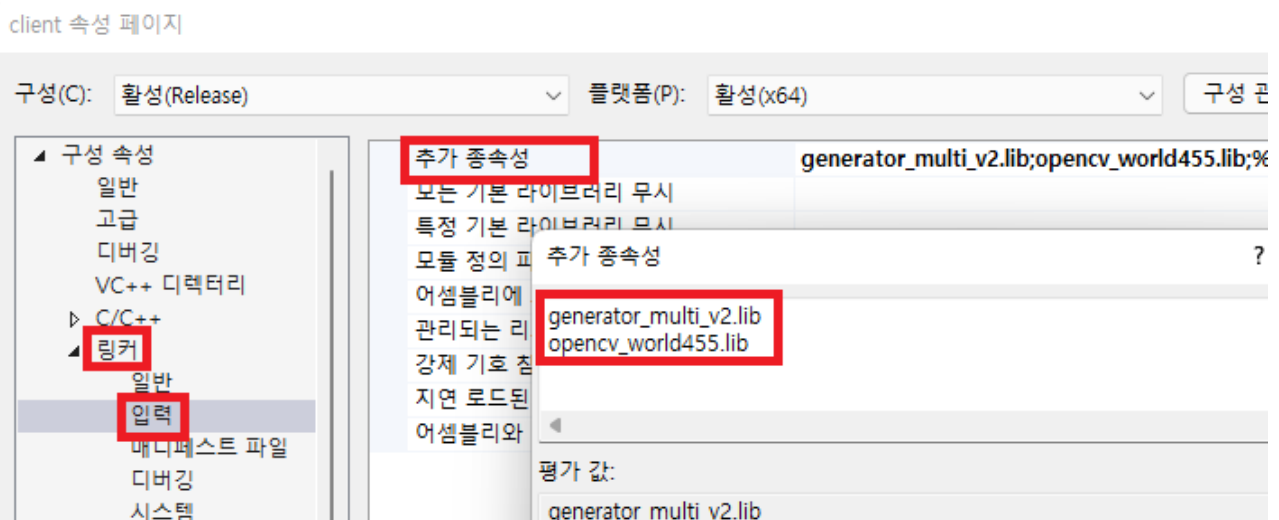 client 속성 페이지
구성(C): 활성(Release) 플랫폼(P): 활성(x64) 구성 관
구성 속성
일반
고급
디버깅
VC++ 디렉터리
C/C++
링커
일반
입력
매니페스트 파일
디버깅
시스템
추가 종속성 generator_multi_v2.lib;opencv_world455.lib;%
모든 기본 라이브러리 무시
특정 기본 라이브러리 무시
모듈 정의 파
어셈블리에
관리되는 리
강제 기호 참
지연 로드된
어셈블리와
추가 종속성 ?
generator_multi_v2.lib
opencv_world455.lib
평가 값:
generator_multi_v2.lib